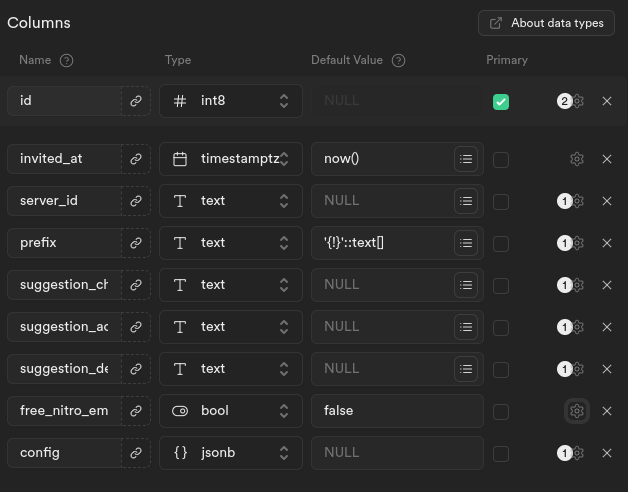 Columns
About data types
Name Type Default Value Primary
id int8 NULL 2
invited_at timestamptz now()
server_id text NULL 1
prefix text '{!}'::text[] 1
suggestion_ch text NULL 1
suggestion_ac text NULL 1
suggestion_de text NULL 1
free_nitro_em bool false
config jsonb NULL 1